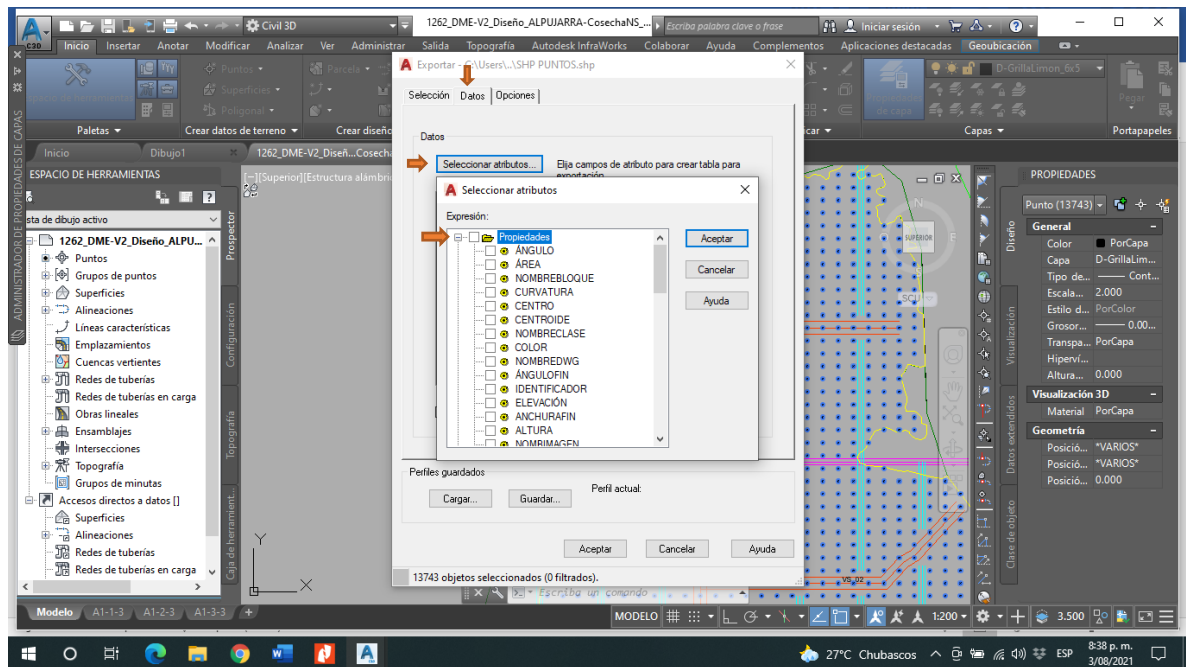 Civil 3D
1262_DME-V2_Diseño_ALPUJARRA-CosechaNS_...
Escriba palabra clave o frase
Iniciar sesión
C3D
Inicio Insertar Anotar Modificar Analizar Ver Administrar Salida Topografía Autodesk InfraWorks Colaborar Ayuda Complementos Aplicaciones destacadas Geoubicación
Puntos
Superficies
Poligonal
Parcela
D-GrillaLimon_6x5
Pegar
Paletas
Crear datos de terreno
Crear diseño
Capas
Portapapeles
Inicio
Dibujo1
1262_DME-V2_Diseñ...Cosech
ADMINISTRADOR DE PROPIEDADES DE CAPAS
ESPACIO DE HERRAMIENTAS
sta de dibujo activo
1262_DME-V2_Diseño_ALPU...
Puntos
Grupos de puntos
Superficies
Alineaciones
Líneas características
Emplazamientos
Cuencas vertientes
Redes de tuberías
Redes de tuberías en carga
Obras lineales
Ensamblajes
Intersecciones
Topografía
Grupos de minutas
Accesos directos a datos []
Superficies
Alineaciones
Redes de tuberías
Redes de tuberías en carga
Prospector
Configuración
Topografía
Caja de herramient...
[-][Superior][Estructura alámbri
Exportar - C:\Users\..\SHP PUNTOS.shp
Selección Datos Opciones
Datos
Seleccionar atributos...
Elija campos de atributo para crear tabla para
exportación
Seleccionar atributos
Expresión:
Propiedades
ÁNGULO
ÁREA
NOMBREBLOQUE
CURVATURA
CENTRO
CENTROIDE
NOMBRECLASE
COLOR
NOMBREDWG
ÁNGULOFIN
IDENTIFICADOR
ELEVACIÓN
ANCHURAFIN
ALTURA
NOMBIMAGEN
Aceptar
Cancelar
Ayuda
Perfiles guardados
Cargar...
Guardar...
Perfil actual:
Aceptar
Cancelar
Ayuda
13743 objetos seleccionados (0 filtrados).
Escriba un comando
N
SUPERIOR
E
SCU
VS_02
Y
X
PROPIEDADES
Punto (13743)
General
Color PorCapa
Capa D-GrillaLim...
Tipo de... Cont...
Escala... 2.000
Estilo d... PorColor
Grosor... 0.00...
Transpa... PorCapa
Hiperví...
Altura... 0.000
Visualización 3D
Material PorCapa
Geometría
Posició... *VARIOS*
Posició... *VARIOS*
Posició... 0.000
Diseño
Visualización
Datos extendidos
Clase de objeto
Modelo A1-1-3 A1-2-3 A1-3-3 +
MODELO
1:200
3.500
27°C Chubascos
ESP
8:38 p. m.
3/08/2021